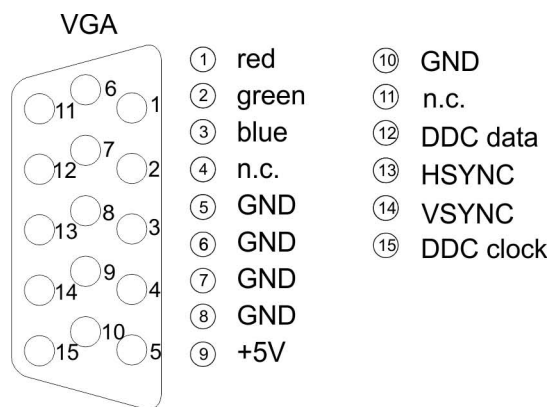 VGA
6
11 1
7
12 2
8
13 3
9
14 4
10
15 5
1 red
2 green
3 blue
4 n.c.
5 GND
6 GND
7 GND
8 GND
9 +5V
10 GND
11 n.c.
12 DDC data
13 HSYNC
14 VSYNC
15 DDC clock